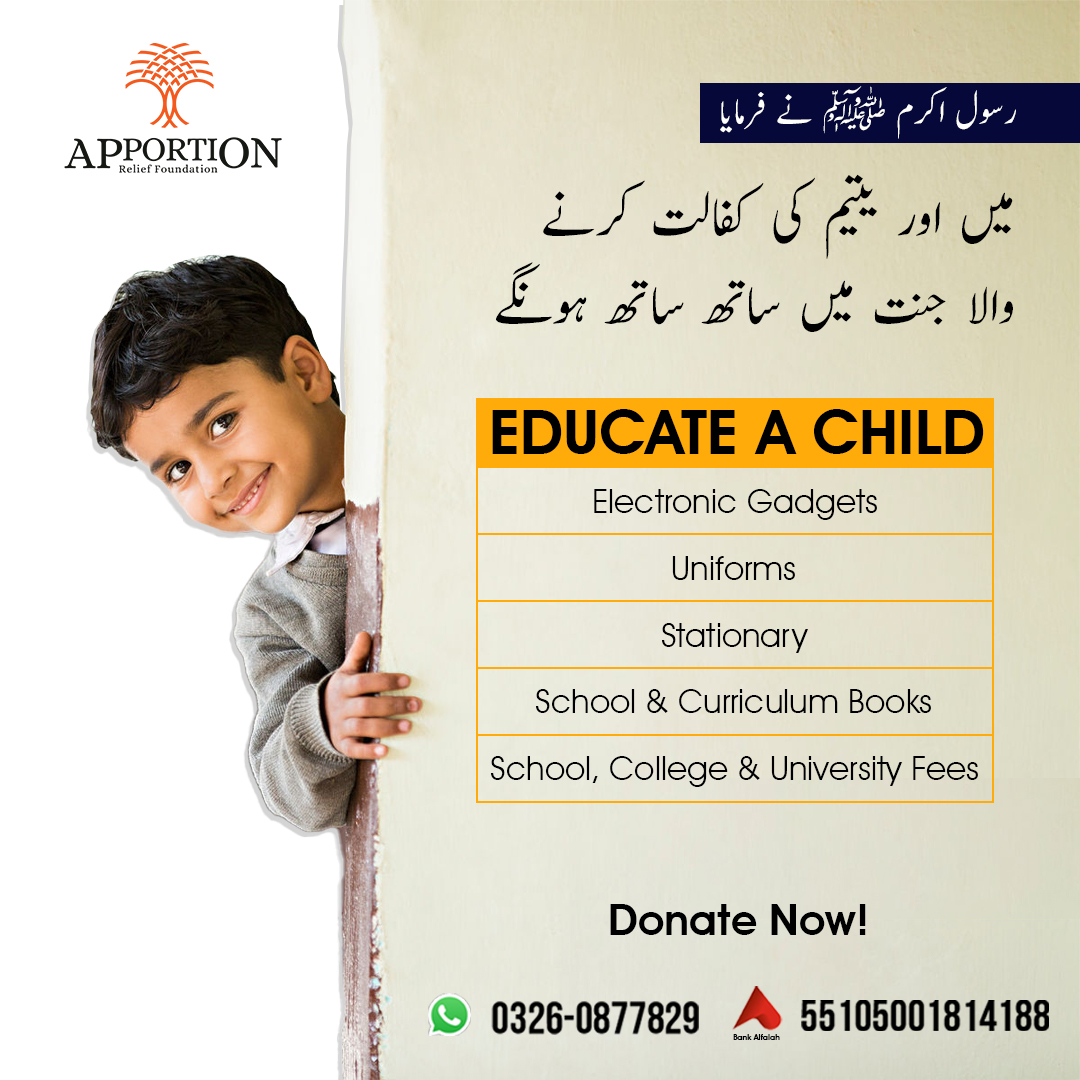 APPORTION
Relief Foundation
رسول اکرم ﷺ نے فرمایا
میں اور یتیم کی کفالت کرنے
والا جنت میں ساتھ ساتھ ہونگے
EDUCATE A CHILD
Electronic Gadgets
Uniforms
Stationary
School & Curriculum Books
School, College & University Fees
Donate Now!
0326-0877829
Bank Alfalah
55105001814188